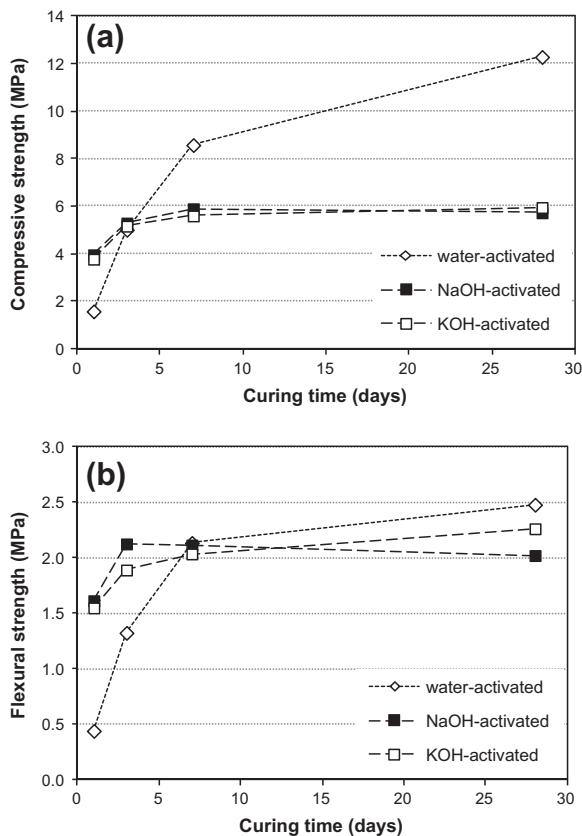 (a)
Compressive strength (MPa)
14
12
10
8
6
4
2
0
water-activated
NaOH-activated
KOH-activated
0 5 10 15 20 25 30
Curing time (days)
(b)
Flexural strength (MPa)
3.0
2.5
2.0
1.5
1.0
0.5
0.0
water-activated
NaOH-activated
KOH-activated
0 5 10 15 20 25 30
Curing time (days)